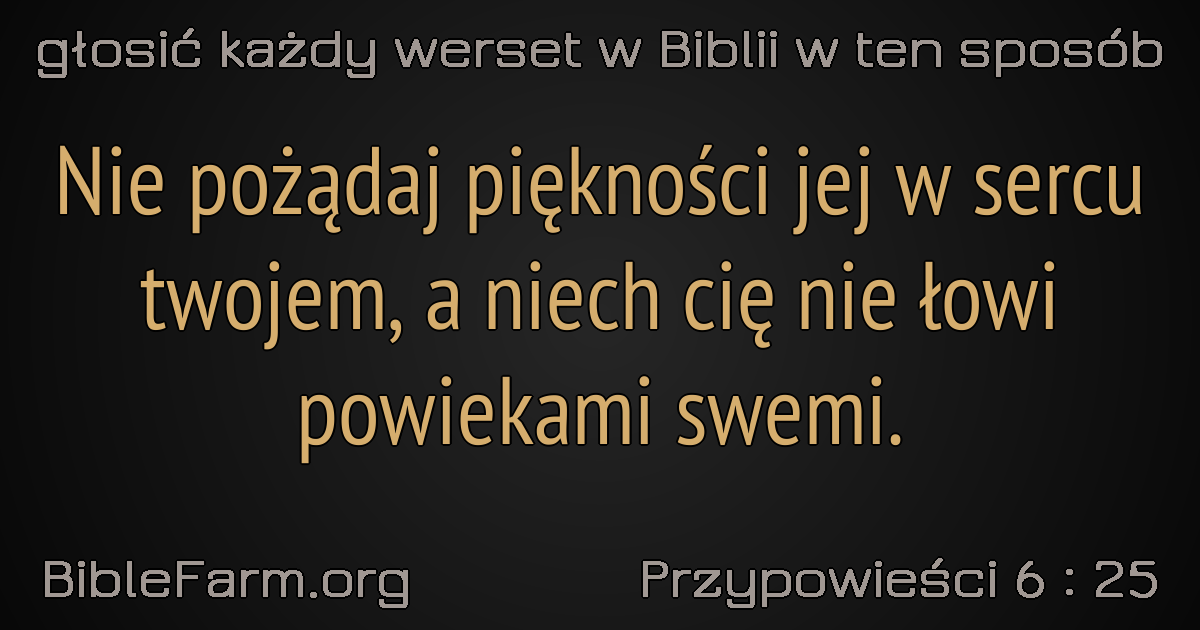 głosić każdy werset w Biblii w ten sposób
Nie pożądaj piękności jej w sercu
twojem, a niech cię nie łowi
powiekami swemi.
BibleFarm.org
Przypowieści 6 : 25